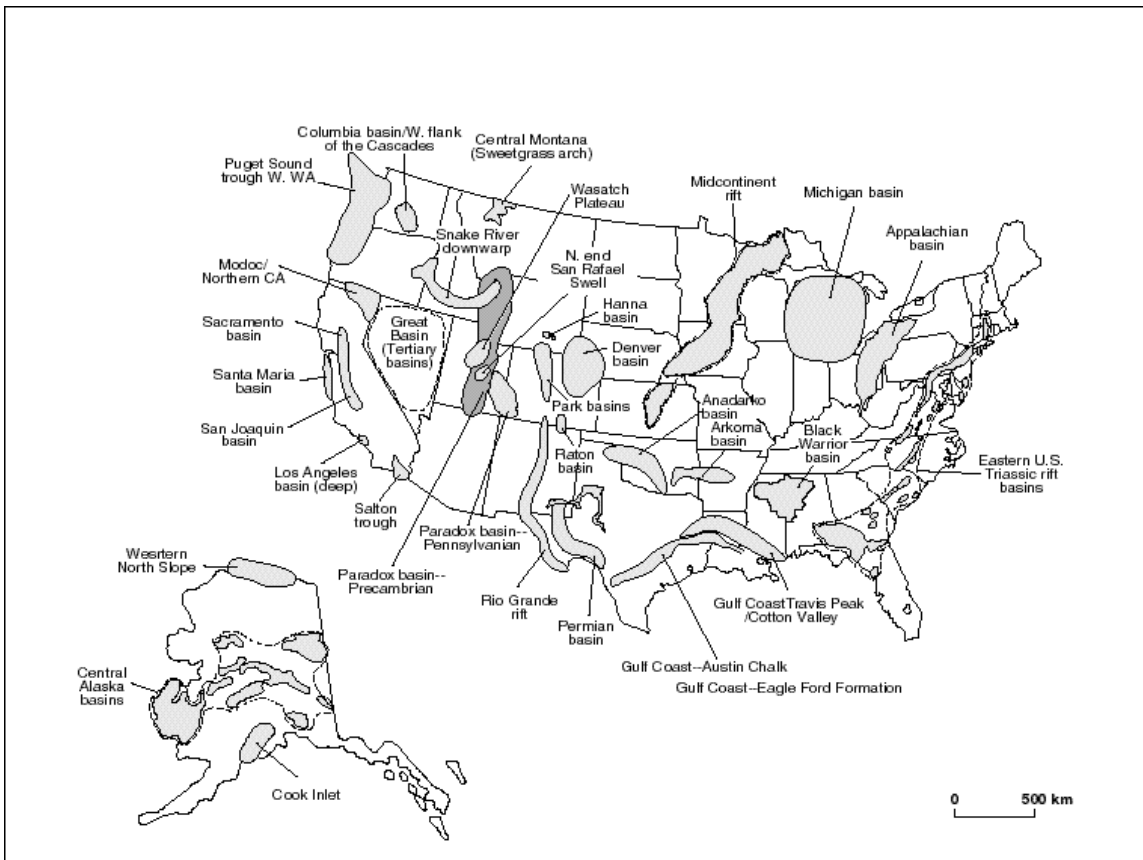 Columbia basin/W. flank
of the Cascades
Central Montana
(Sweetgrass arch)
Puget Sound
trough W. WA
Wasatch
Plateau
Midcontinent
rift
Michigan basin
Snake River
downwarp
Appalachian
basin
N. end
San Rafael
Swell
Modoc/
Northern CA
Hanna
basin
Great
Basin
(Tertiary
basins)
Sacramento
basin
Denver
basin
Santa Maria
basin
Park basins
Anadarko
basin
Arkoma
basin
Black
Warrior
basin
San Joaquin
basin
Raton
basin
Los Angeles
basin (deep)
Eastern U.S.
Triassic rift
basins
Salton
trough
Paradox basin--
Pennsylvanian
Wesrtern
North Slope
Paradox basin--
Precambrian
Rio Grande
rift
Permian
basin
Gulf CoastTravis Peak
/Cotton Valley
Gulf Coast--Austin Chalk
Gulf Coast--Eagle Ford Formation
Central
Alaska
basins
Cook Inlet
0 500 km